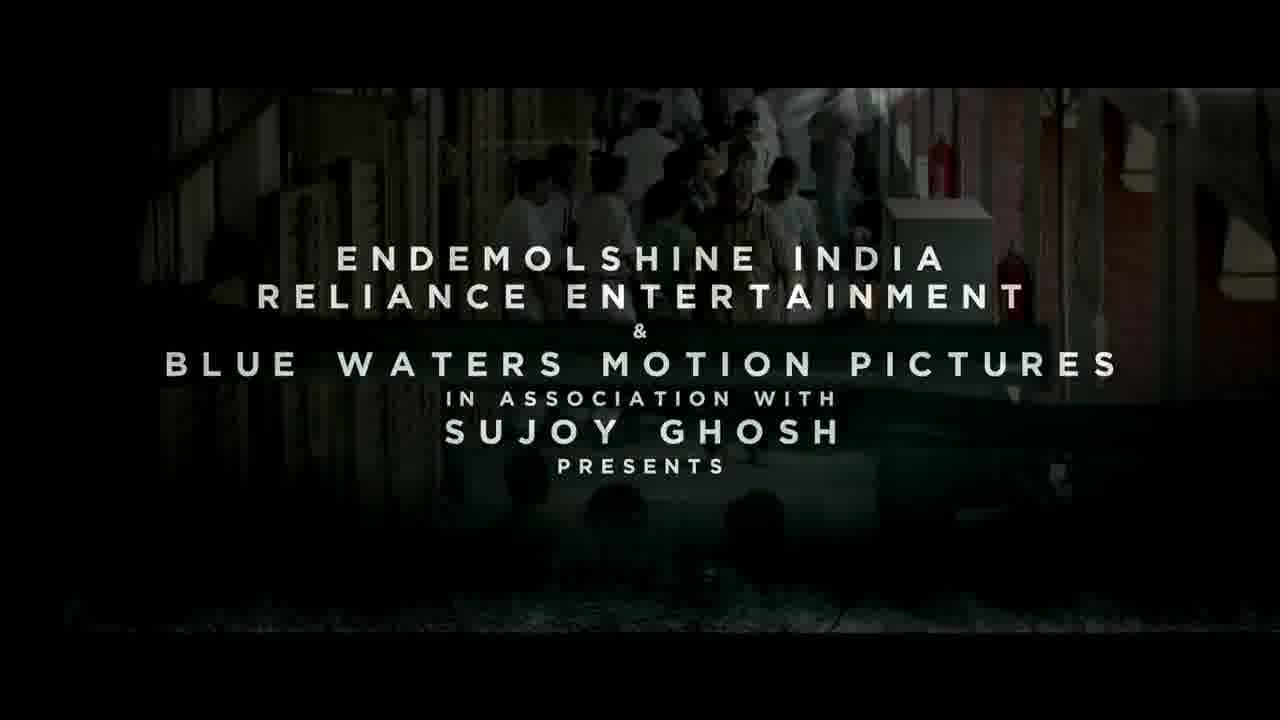 ENDEMOLSHINE INDIA
RELIANCE ENTERTAINMENT
&
BLUE WATERS MOTION PICTURES
IN ASSOCIATION WITH
SUJOY GHOSH
PRESENTS